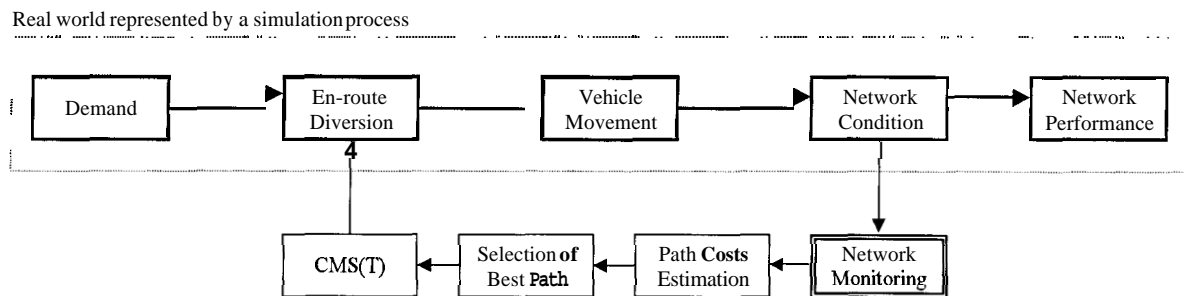 Real world represented by a simulation process
Demand
En-route
Diversion
Vehicle
Movement
Network
Condition
Network
Performance
4
CMS(T)
Selection of
Best Path
Path Costs
Estimation
Network
Monitoring